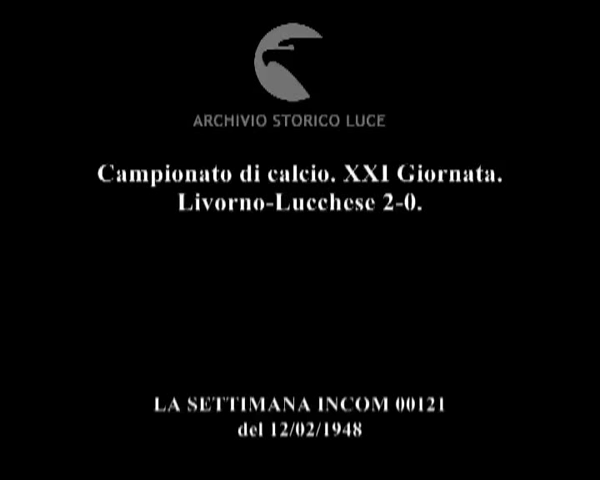 ARCHIVIO STORICO LUCE
Campionato di calcio. XXI Giornata.
Livorno-Lucchese 2-0.
LA SETTIMANA INCOM 00121
del 12/02/1948